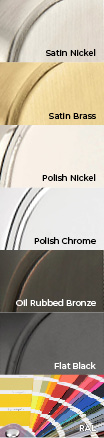 Satin Nickel
Satin Brass
Polish Nickel
Polish Chrome
Oil Rubbed Bronze
Flat Black
RAL